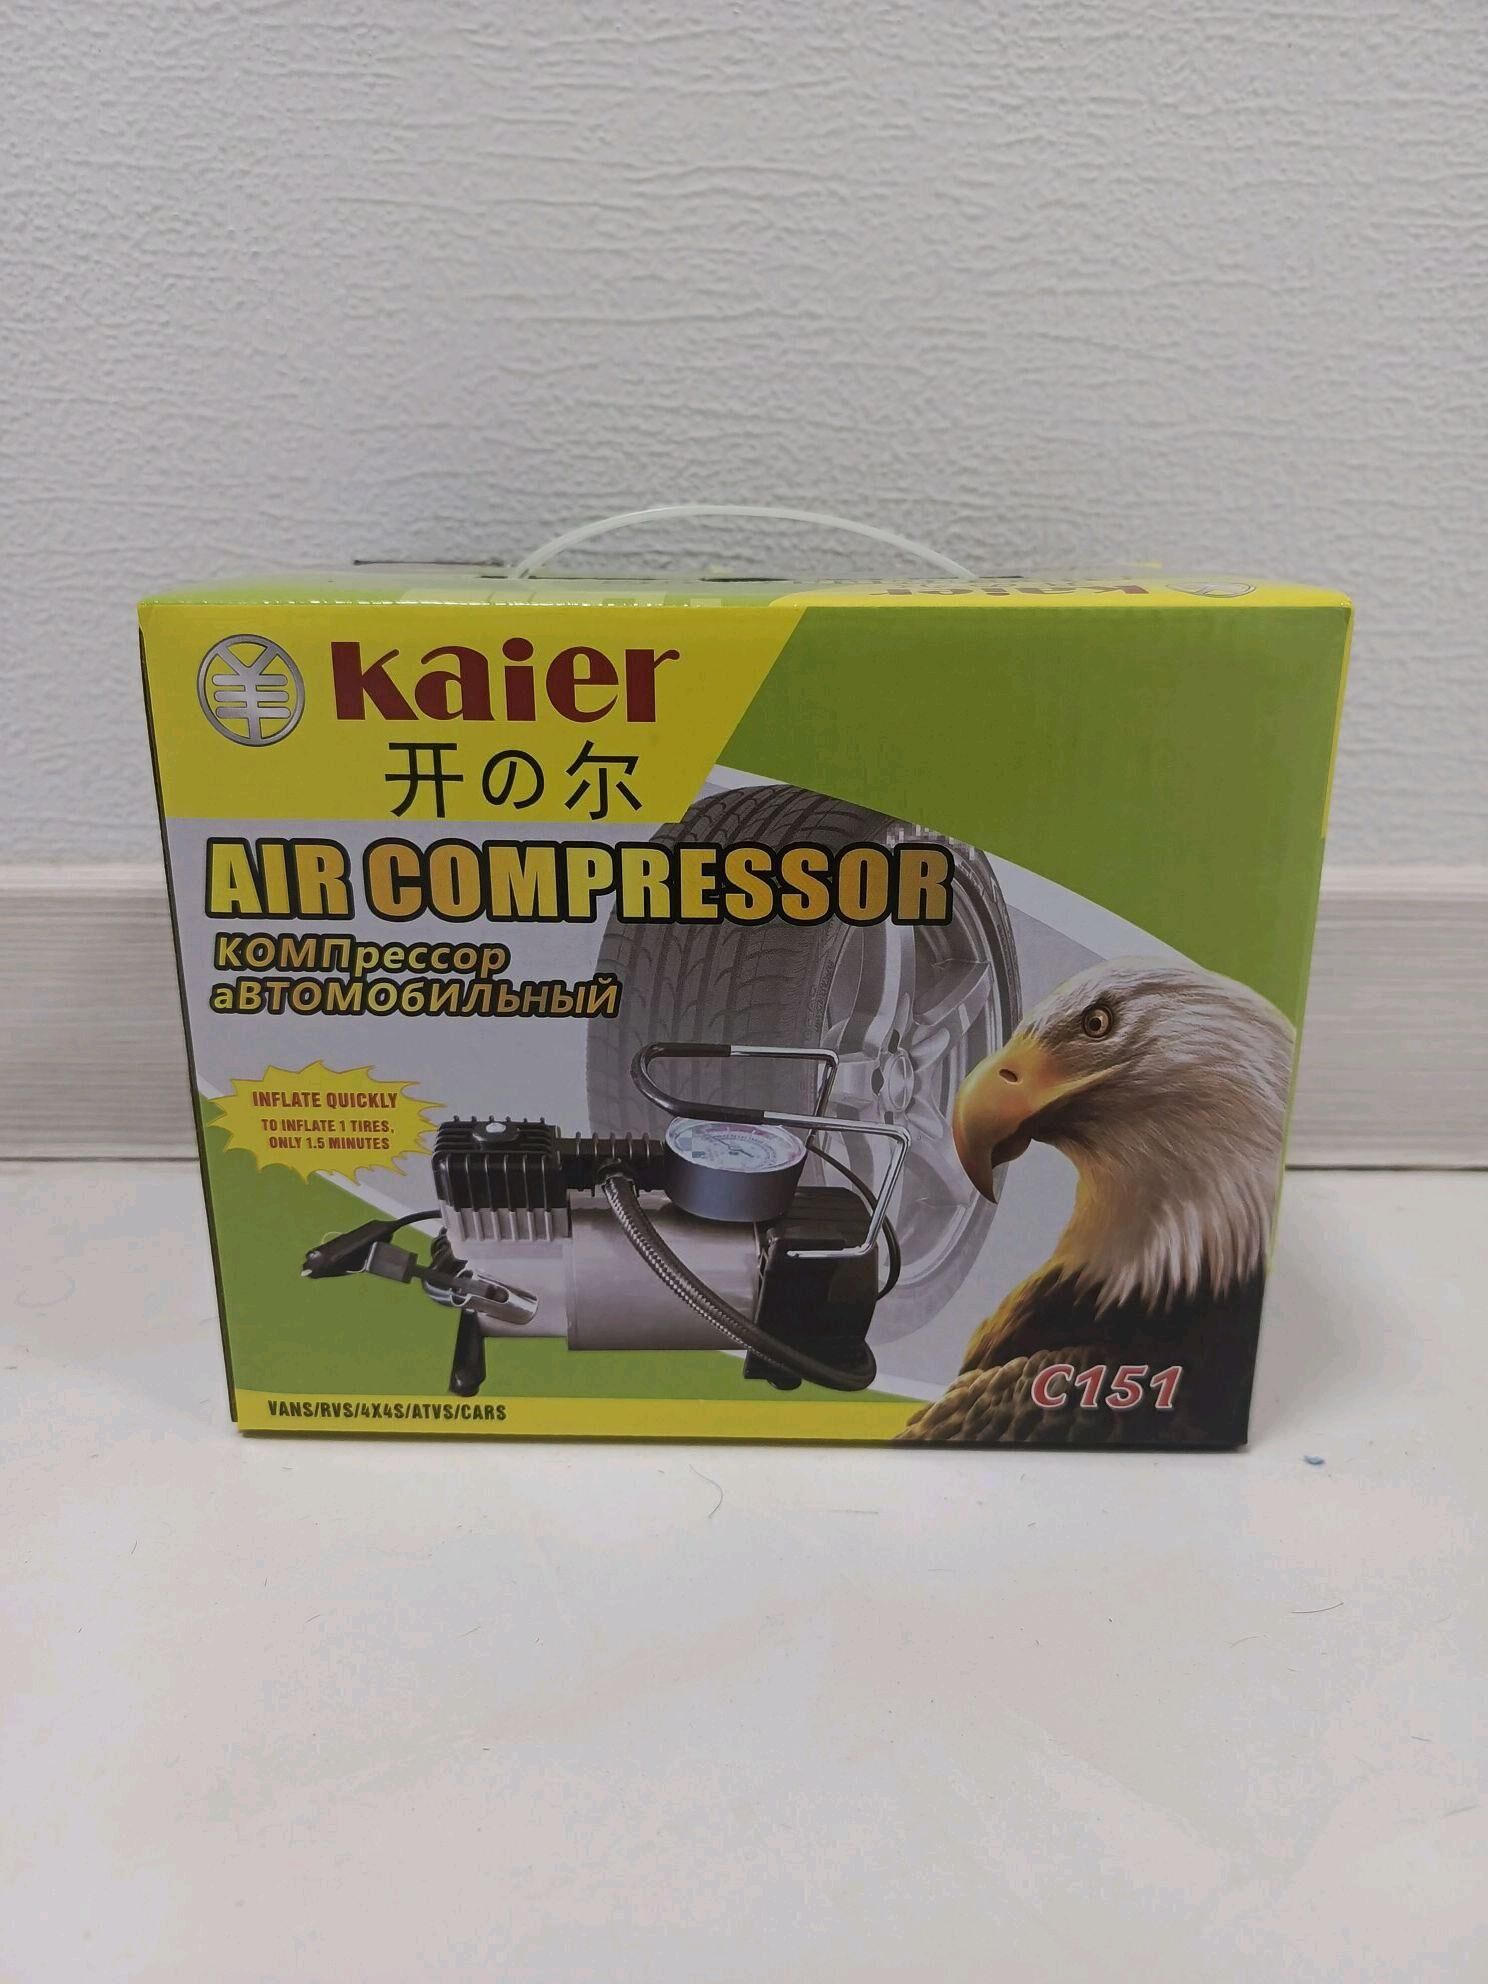 Kaier
Kaier
开の尔
AIR COMPRESSOR
КОМПрессор
аВТОМОбИЛЬНЫЙ
INFLATE QUICKLY
TO INFLATE 1 TIRES,
ONLY 1.5 MINUTES
C151
VANS/RVS/4X4S/ATVS/CARS